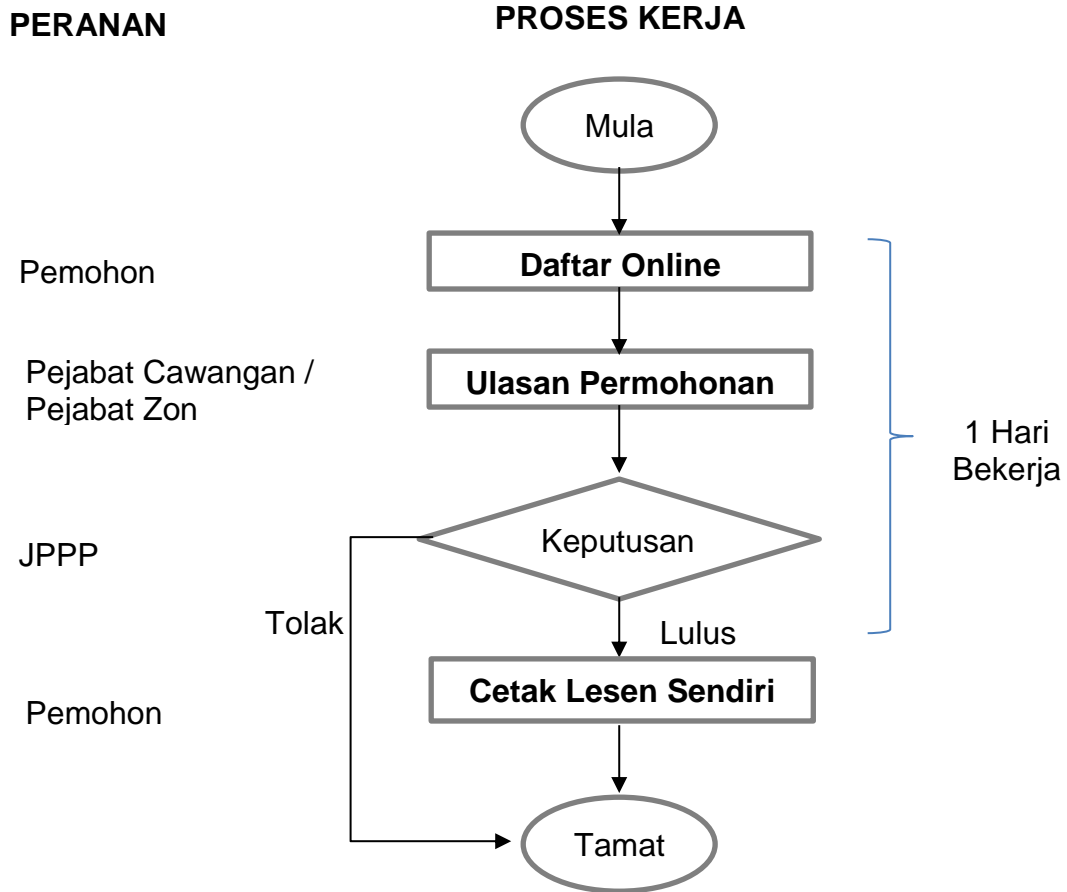 PERANAN
PROSES KERJA
Mula
Pemohon
Daftar Online
Pejabat Cawangan /
Pejabat Zon
Ulasan Permohonan
1 Hari
Bekerja
JPPP
Keputusan
Tolak
Lulus
Pemohon
Cetak Lesen Sendiri
Tamat